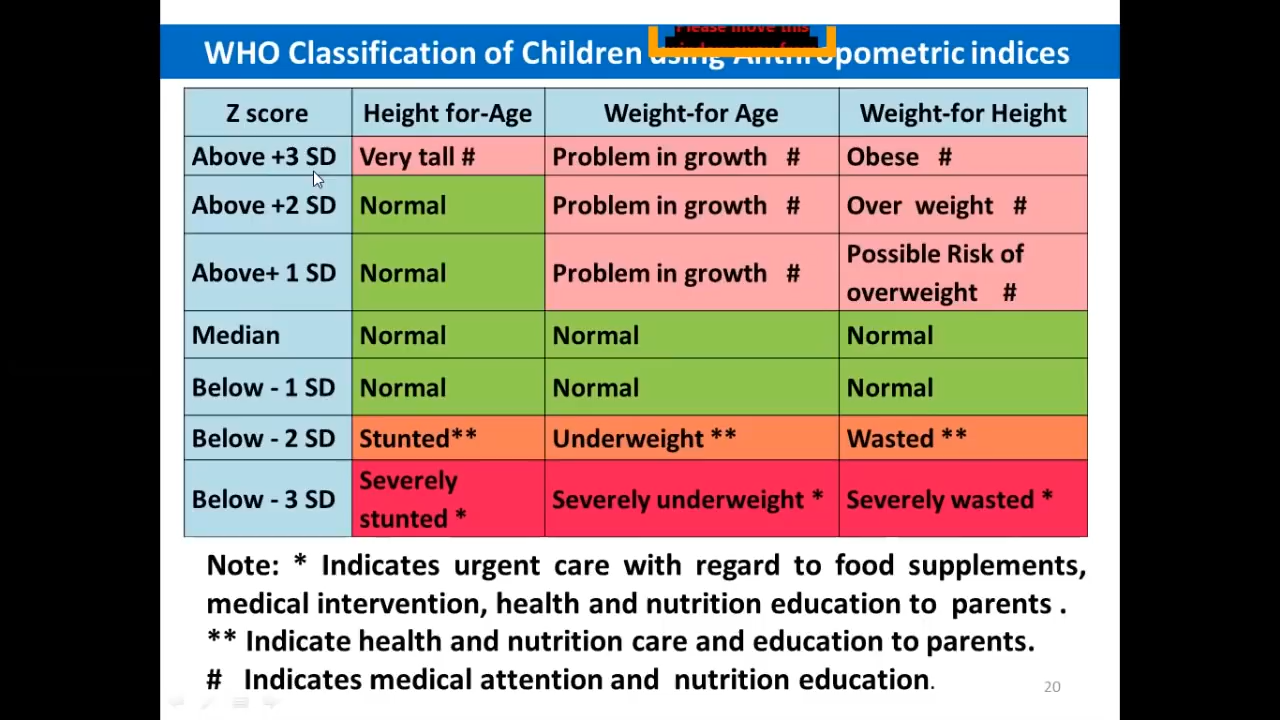 Please move this
WHO Classification of Children using Anthropometric indices
Z score Height for-Age Weight-for Age Weight-for Height
Above +3 SD Very tall # Problem in growth # Obese #
Above +2 SD Normal Problem in growth # Over weight #
Above+ 1 SD Normal Problem in growth # Possible Risk of
overweight #
Median Normal Normal Normal
Below - 1 SD Normal Normal Normal
Below - 2 SD Stunted** Underweight ** Wasted **
Below - 3 SD Severely
stunted * Severely underweight * Severely wasted *
Note: * Indicates urgent care with regard to food supplements,
medical intervention, health and nutrition education to parents .
** Indicate health and nutrition care and education to parents.
# Indicates medical attention and nutrition education.
20